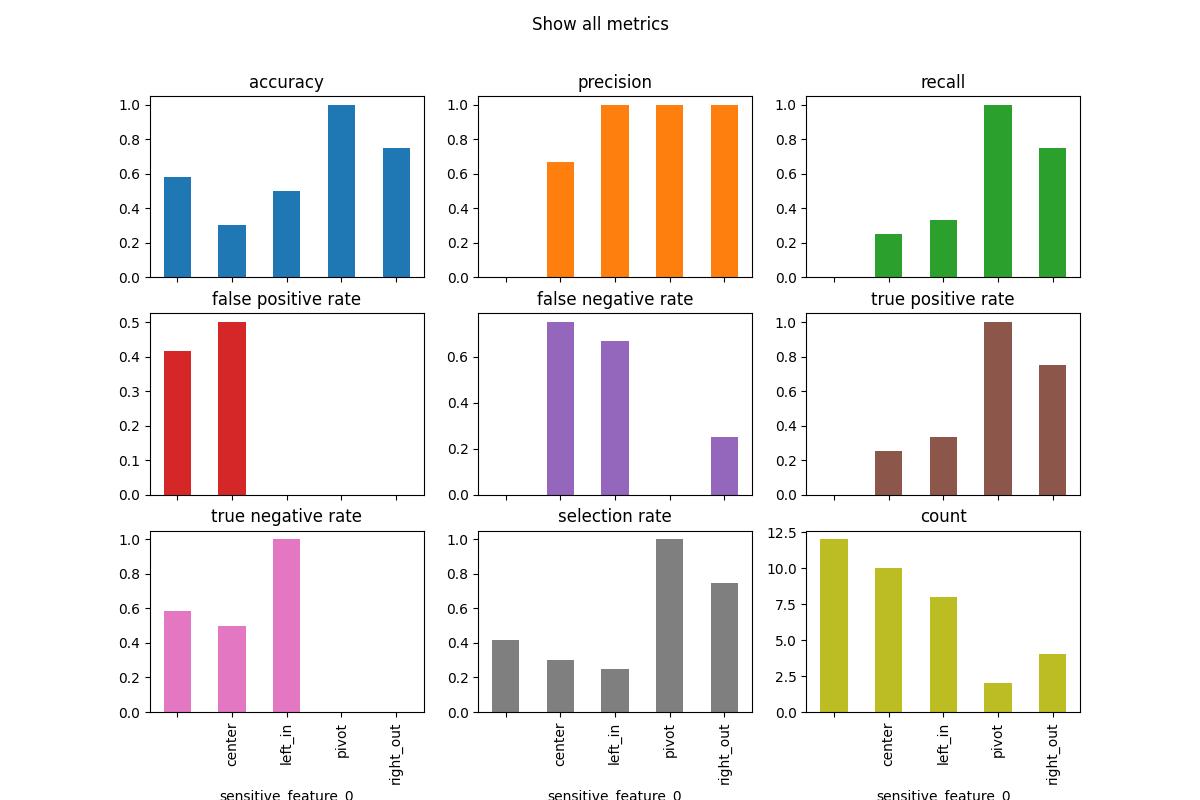 Show all metrics
accuracy
1.0
0.8
0.6
0.4
0.2
0.0
precision
1.0
0.8
0.6
0.4
0.2
0.0
recall
1.0
0.8
0.6
0.4
0.2
0.0
false positive rate
0.5
0.4
0.3
0.2
0.1
0.0
false negative rate
0.6
0.4
0.2
0.0
true positive rate
1.0
0.8
0.6
0.4
0.2
0.0
true negative rate
1.0
0.8
0.6
0.4
0.2
0.0
center
left_in
pivot
right_out
sensitive_feature_0
selection rate
1.0
0.8
0.6
0.4
0.2
0.0
center
left_in
pivot
right_out
sensitive_feature_0
count
12.5
10.0
7.5
5.0
2.5
0.0
center
left_in
pivot
right_out
sensitive_feature_0